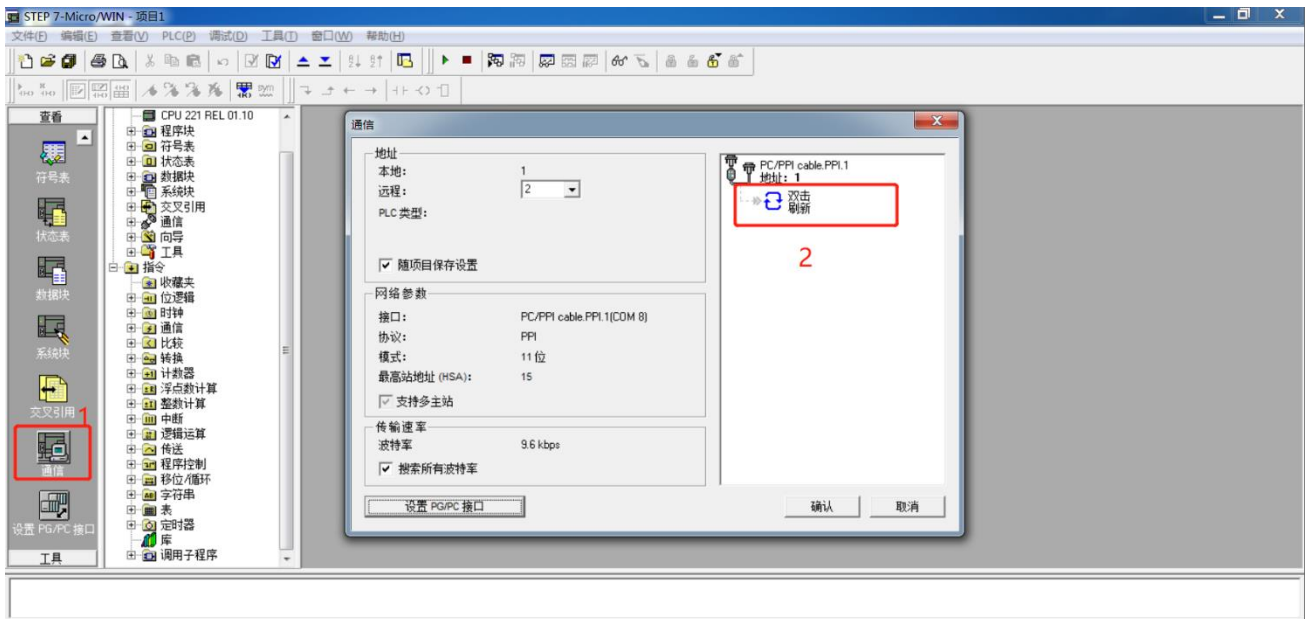 STEP 7-Micro/WIN - 项目1
文件(F) 编辑(E) 查看(V) PLC(P) 调试(D) 工具(T) 窗口(W) 帮助(H)
sym
查看
符号表
状态表
数据块
系统块
交叉引用
1
通信
设置 PG/PC 接口
工具
CPU 221 REL 01.10
程序块
符号表
状态表
数据块
系统块
交叉引用
通信
向导
工具
指令
收藏夹
位逻辑
时钟
通信
比较
转换
计数器
浮点数计算
整数计算
中断
逻辑运算
传送
程序控制
移位/循环
字符串
表
定时器
库
调用子程序
通信
地址
本地: 1
远程: 2
PLC 类型:
随项目保存设置
网络参数
接口: PC/PPI cable.PPI.1(COM 8)
协议: PPI
模式: 11 位
最高站地址 (HSA): 15
支持多主站
传输速率
波特率 9.6 kbps
搜索所有波特率
设置 PG/PC 接口
PC/PPI cable.PPI.1
地址: 1
双击
刷新
2
确认 取消